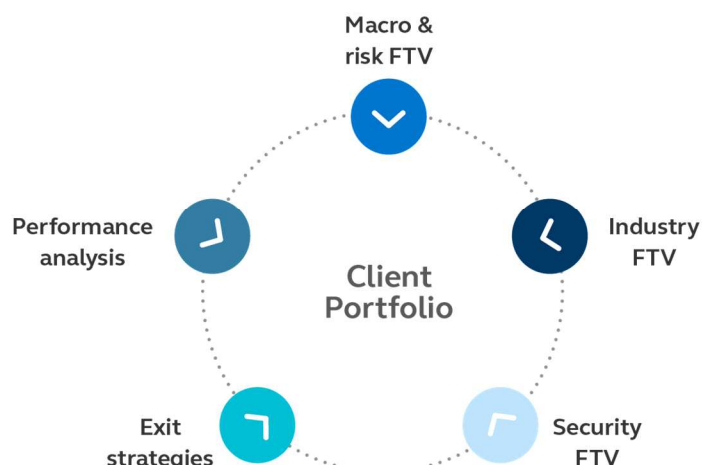 Macro &
risk FTV
Performance
analysis
Industry
FTV
Client
Portfolio
Exit
strategies
Security
FTV